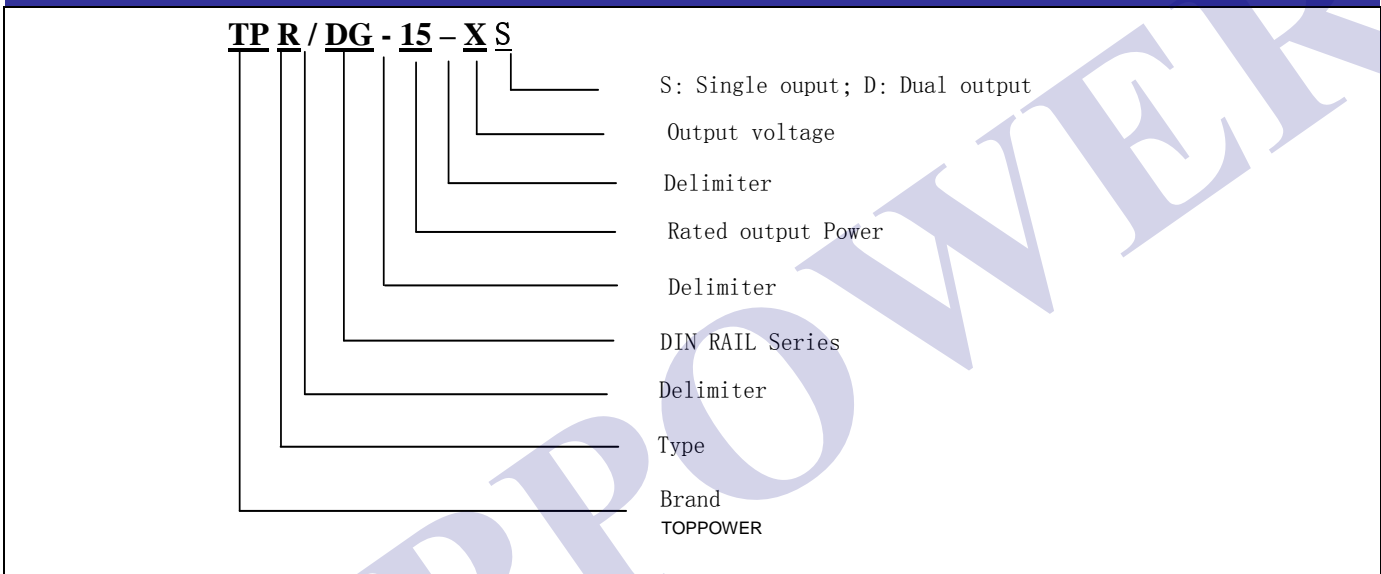 TP R / DG - 15 – X S
S: Single ouput; D: Dual output
Output voltage
Delimiter
Rated output Power
Delimiter
DIN RAIL Series
Delimiter
Type
Brand
TOPPOWER
PPOWER